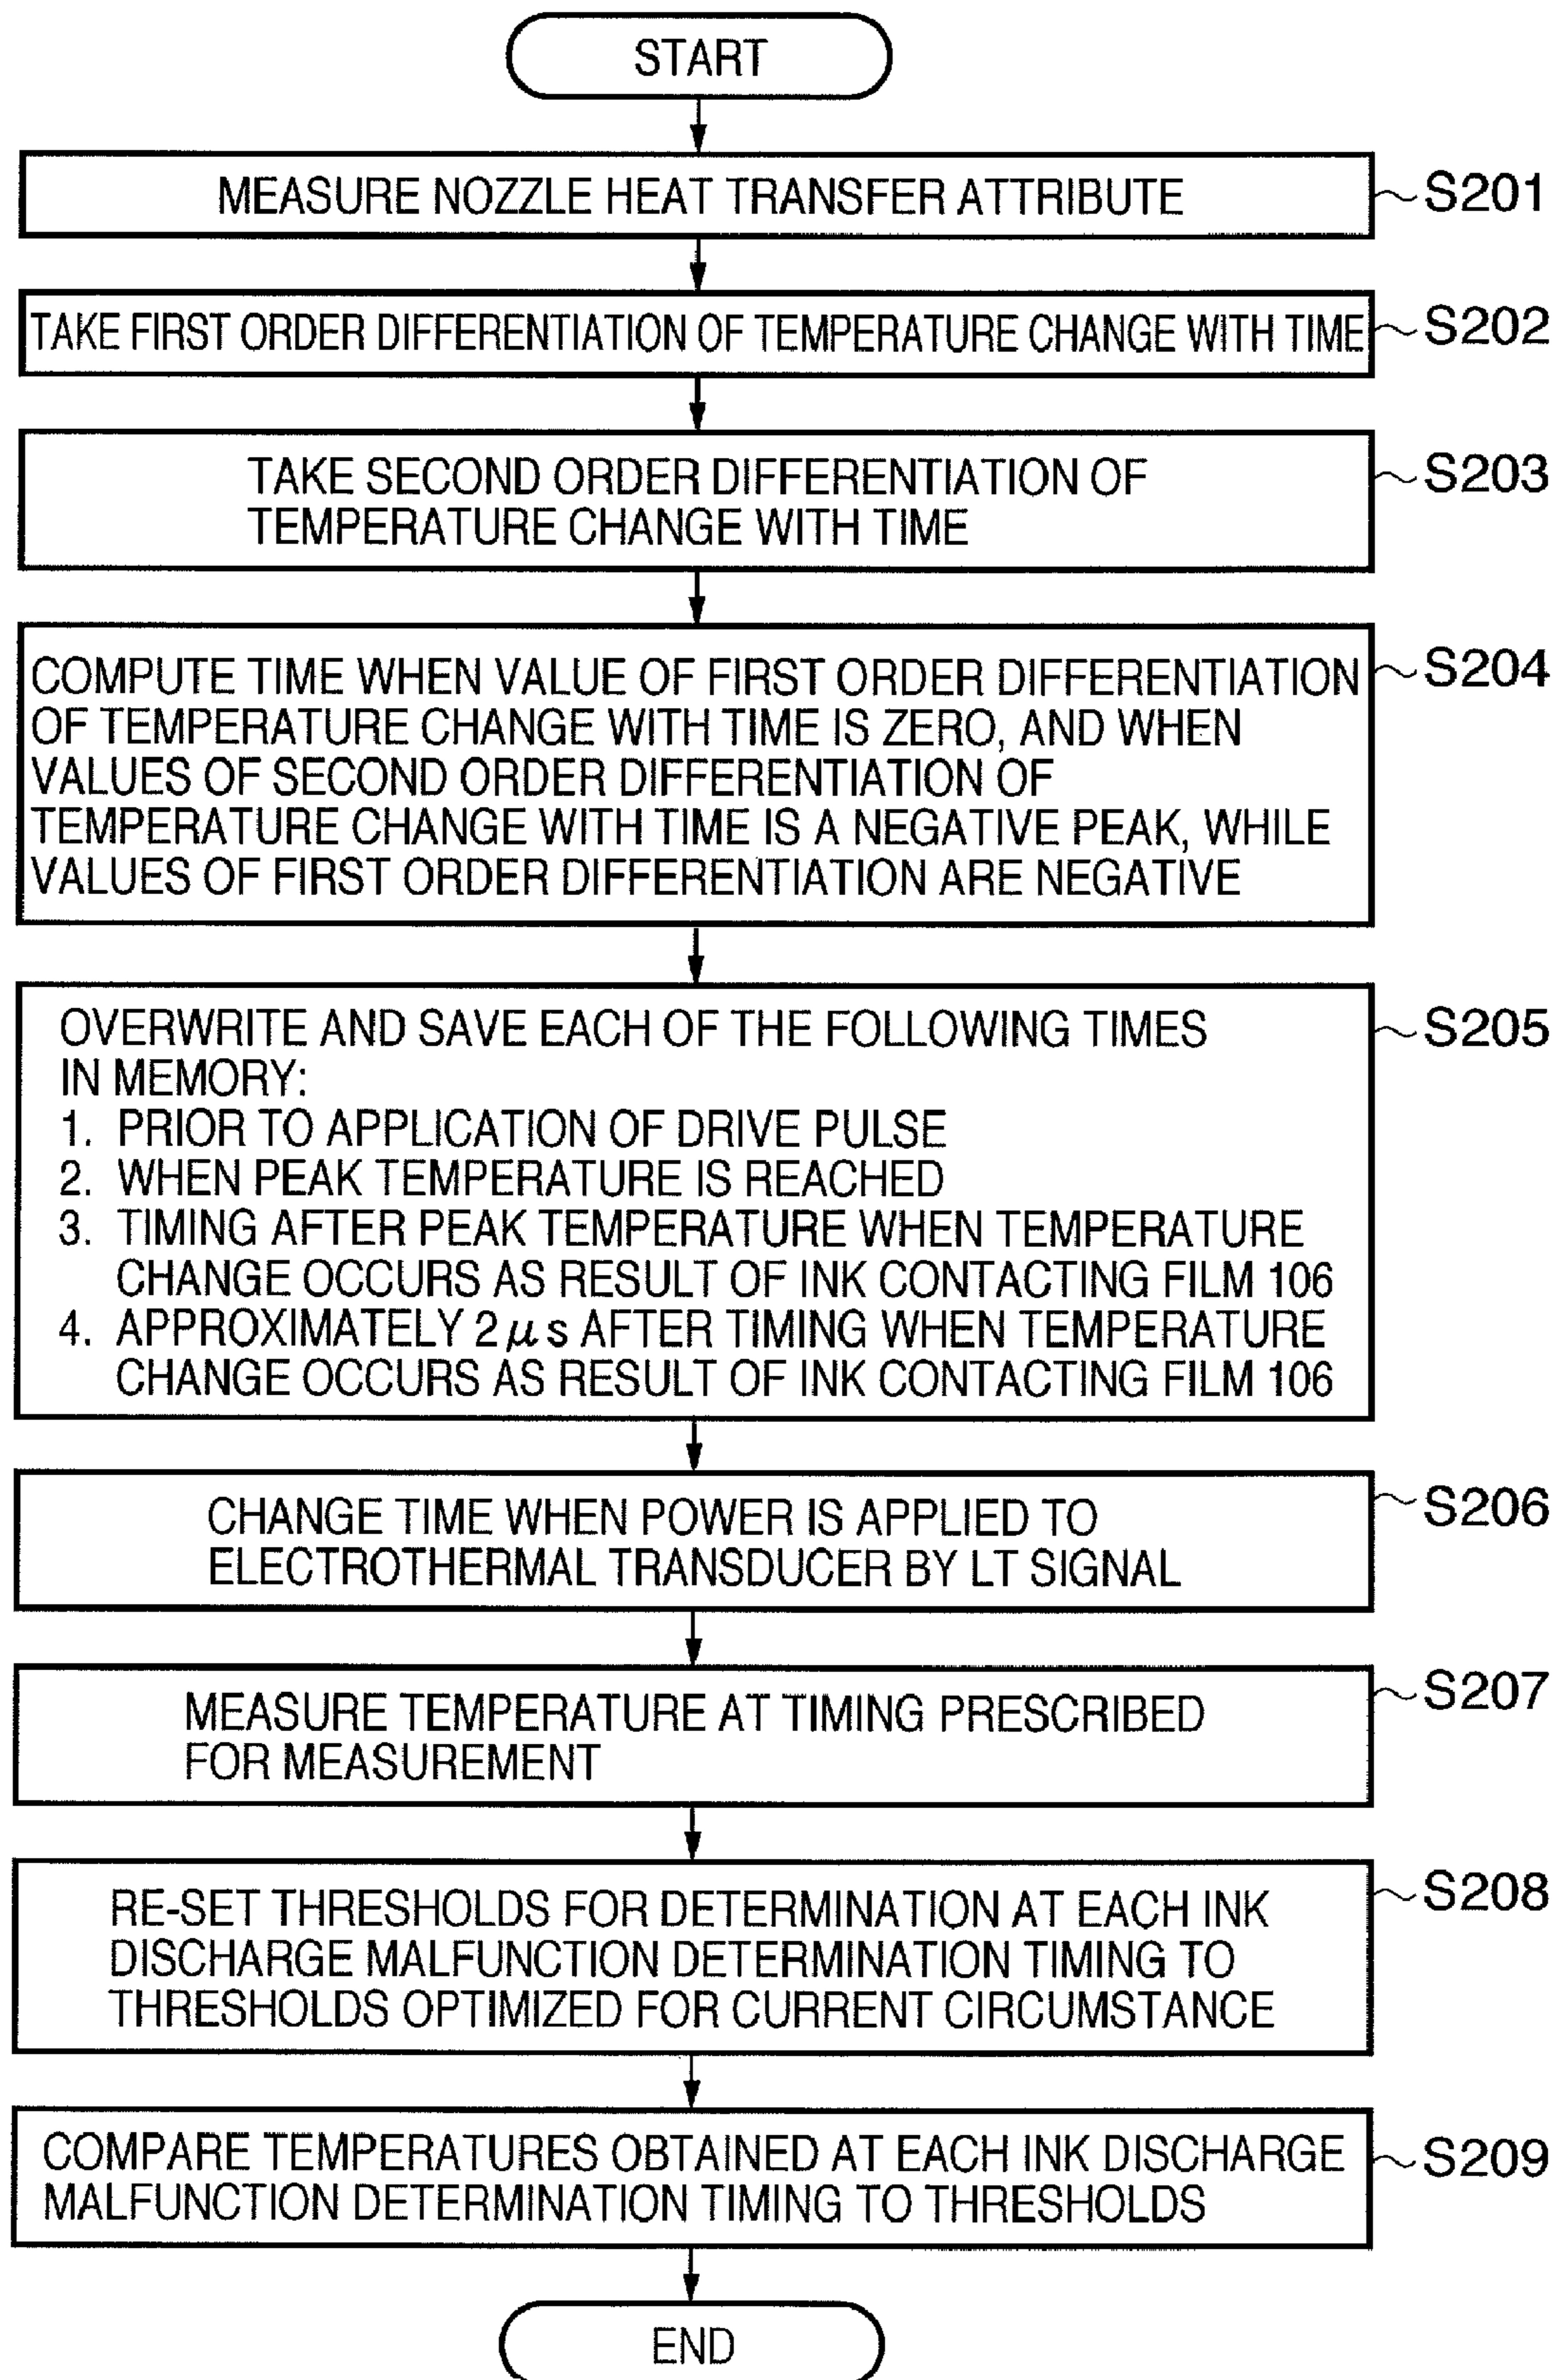 START
MEASURE NOZZLE HEAT TRANSFER ATTRIBUTE
S201
TAKE FIRST ORDER DIFFERENTIATION OF TEMPERATURE CHANGE WITH TIME
S202
TAKE SECOND ORDER DIFFERENTIATION OF
TEMPERATURE CHANGE WITH TIME
S203
COMPUTE TIME WHEN VALUE OF FIRST ORDER DIFFERENTIATION
OF TEMPERATURE CHANGE WITH TIME IS ZERO, AND WHEN
VALUES OF SECOND ORDER DIFFERENTIATION OF
TEMPERATURE CHANGE WITH TIME IS A NEGATIVE PEAK, WHILE
VALUES OF FIRST ORDER DIFFERENTIATION ARE NEGATIVE
S204
OVERWRITE AND SAVE EACH OF THE FOLLOWING TIMES
IN MEMORY:
1. PRIOR TO APPLICATION OF DRIVE PULSE
2. WHEN PEAK TEMPERATURE IS REACHED
3. TIMING AFTER PEAK TEMPERATURE WHEN TEMPERATURE
CHANGE OCCURS AS RESULT OF INK CONTACTING FILM 106
4. APPROXIMATELY 2μs AFTER TIMING WHEN TEMPERATURE
CHANGE OCCURS AS RESULT OF INK CONTACTING FILM 106
S205
CHANGE TIME WHEN POWER IS APPLIED TO
ELECTROTHERMAL TRANSDUCER BY LT SIGNAL
S206
MEASURE TEMPERATURE AT TIMING PRESCRIBED
FOR MEASUREMENT
S207
RE-SET THRESHOLDS FOR DETERMINATION AT EACH INK
DISCHARGE MALFUNCTION DETERMINATION TIMING TO
THRESHOLDS OPTIMIZED FOR CURRENT CIRCUMSTANCE
S208
COMPARE TEMPERATURES OBTAINED AT EACH INK DISCHARGE
MALFUNCTION DETERMINATION TIMING TO THRESHOLDS
S209
END